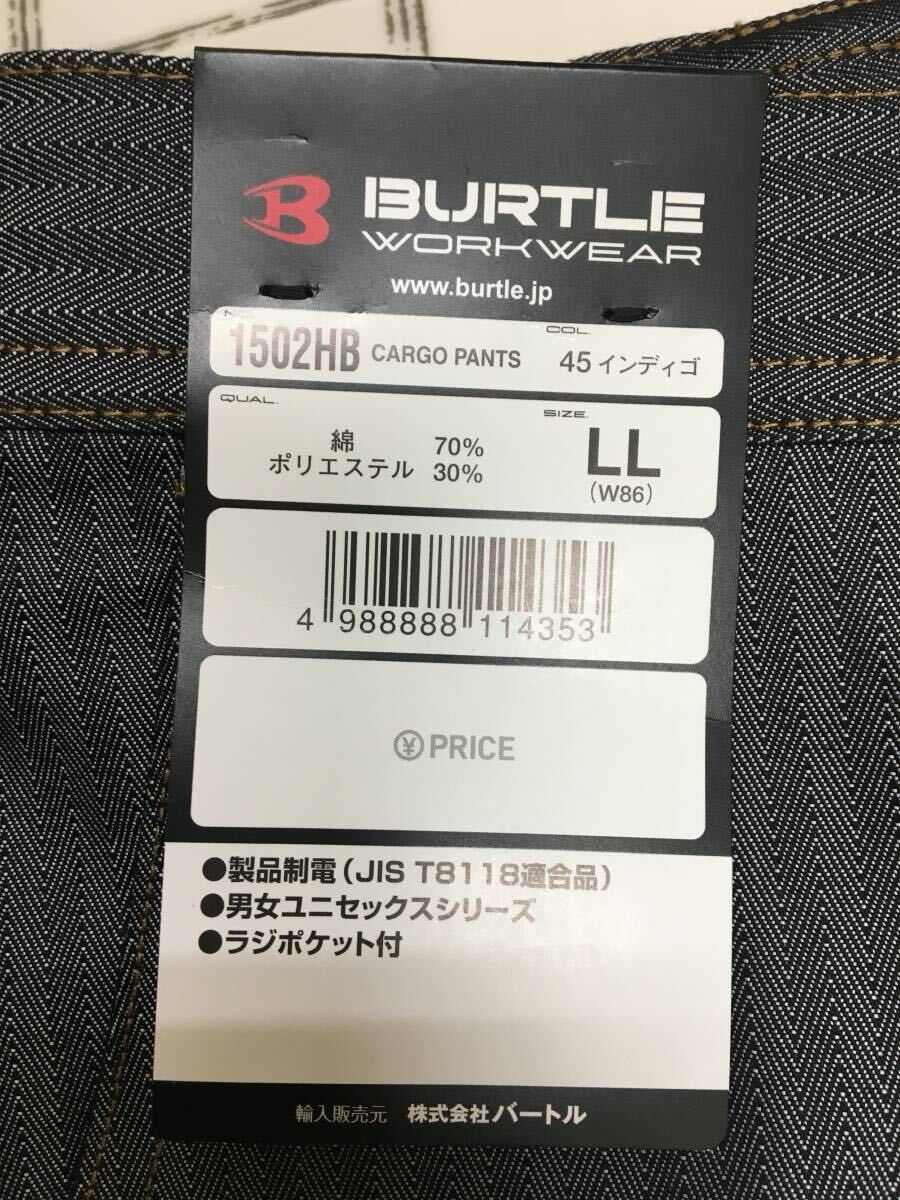 BURTLE
WORKWEAR
www.burtle.jp
1502HB CARGO PANTS
COL.
45 インディゴ
QUAL.
綿 70%
ポリエステル 30%
SIZE.
LL
(W86)
4 988888 114353
¥ PRICE
●製品制電（JIS T8118適合品）
●男女ユニセックスシリーズ
●ラジポケット付
輸入販売元 株式会社バートル